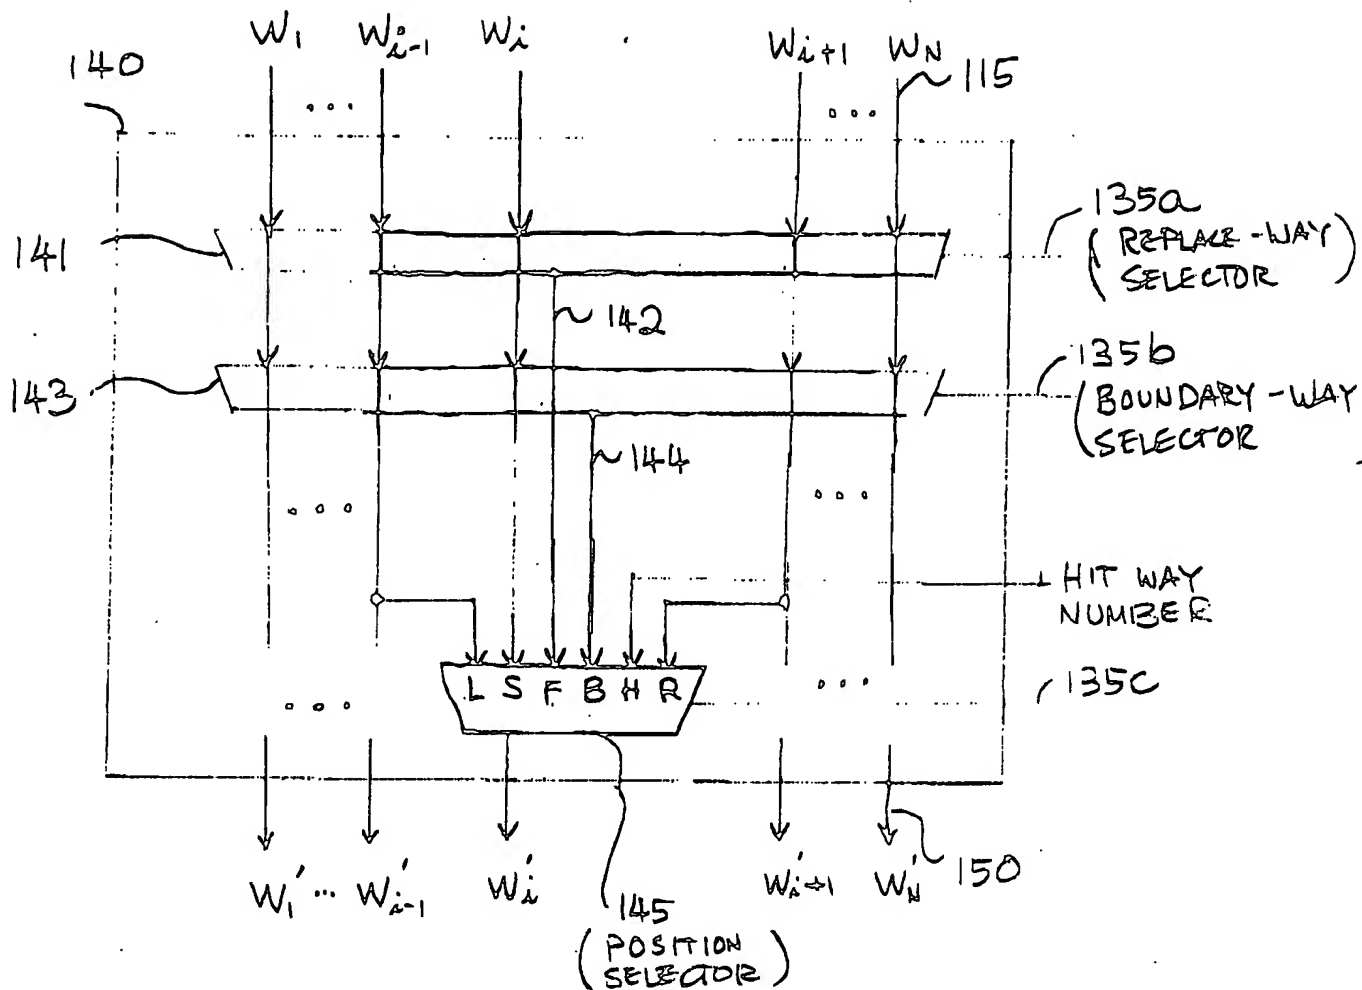 W1 Wi-1 Wi Wi+1 WN
140
115
... ...
141
135a
(REPLACE-WAY
SELECTOR)
142
143
135b
(BOUNDARY-WAY
SELECTOR
144
... ...
HIT WAY
NUMBER
L S F B H R
... ...
135c
W1' ... Wi-1' Wi' Wi+1' WN'
150
145
(POSITION
SELECTOR)